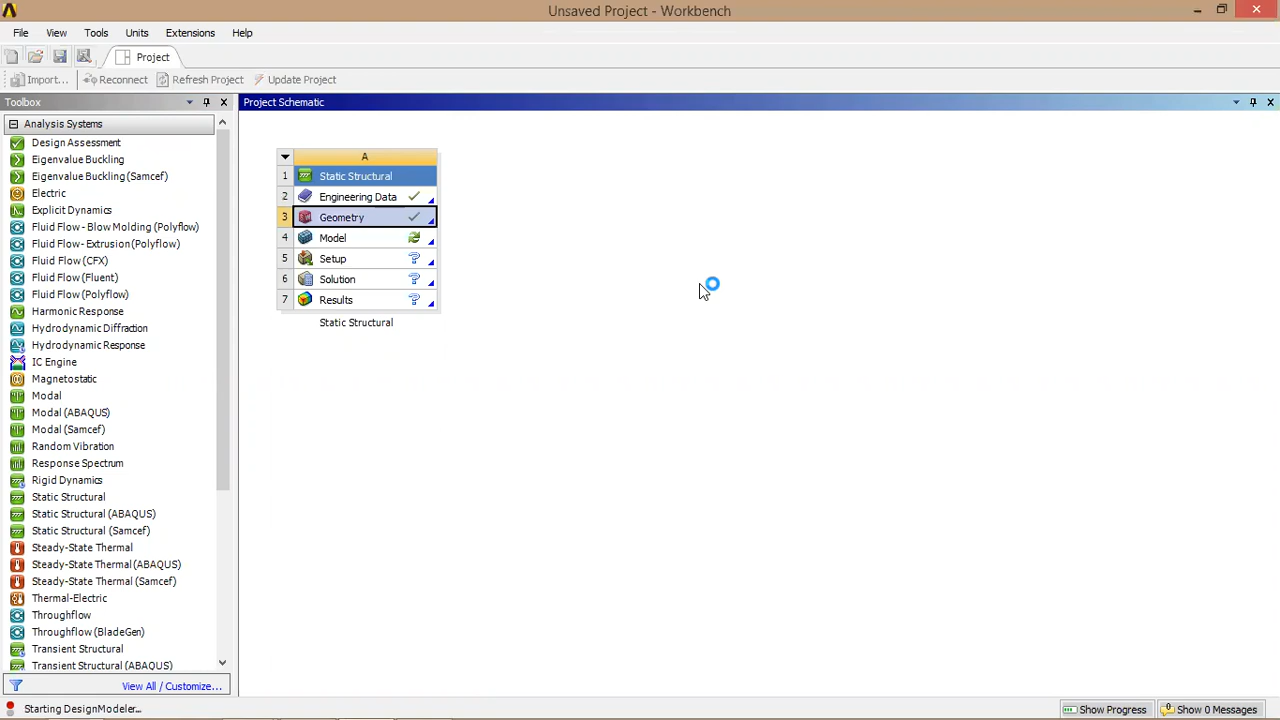 Unsaved Project - Workbench
File View Tools Units Extensions Help
Project
Import... Reconnect Refresh Project Update Project
Toolbox
Project Schematic
Analysis Systems
Design Assessment
Eigenvalue Buckling
Eigenvalue Buckling (Samcef)
Electric
Explicit Dynamics
Fluid Flow - Blow Molding (Polyflow)
Fluid Flow - Extrusion (Polyflow)
Fluid Flow (CFX)
Fluid Flow (Fluent)
Fluid Flow (Polyflow)
Harmonic Response
Hydrodynamic Diffraction
Hydrodynamic Response
IC Engine
Magnetostatic
Modal
Modal (ABAQUS)
Modal (Samcef)
Random Vibration
Response Spectrum
Rigid Dynamics
Static Structural
Static Structural (ABAQUS)
Static Structural (Samcef)
Steady-State Thermal
Steady-State Thermal (ABAQUS)
Steady-State Thermal (Samcef)
Thermal-Electric
Throughflow
Throughflow (BladeGen)
Transient Structural
Transient Structural (ABAQUS)
View All / Customize...
A
1 Static Structural
2 Engineering Data
3 Geometry
4 Model
5 Setup
6 Solution
7 Results
Static Structural
Starting DesignModeler...
Show Progress
Show 0 Messages